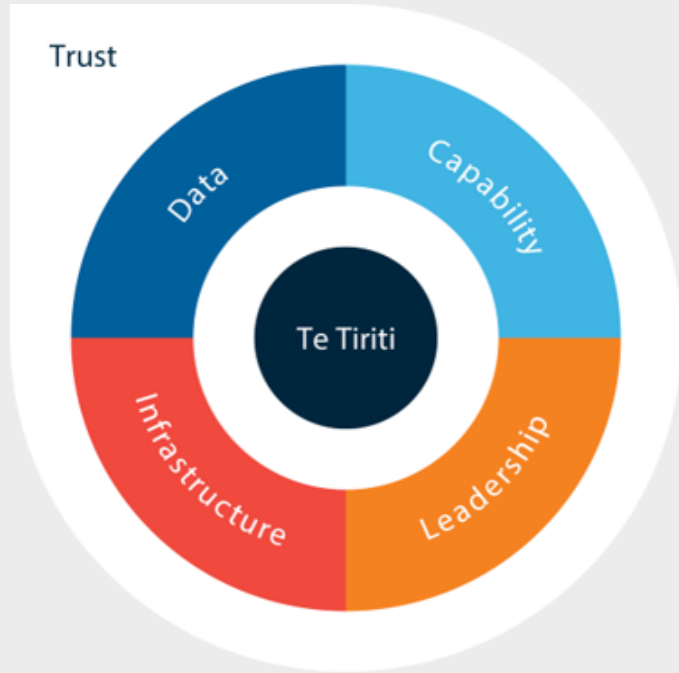 Trust
Data
Capability
Te Tiriti
Infrastructure
Leadership